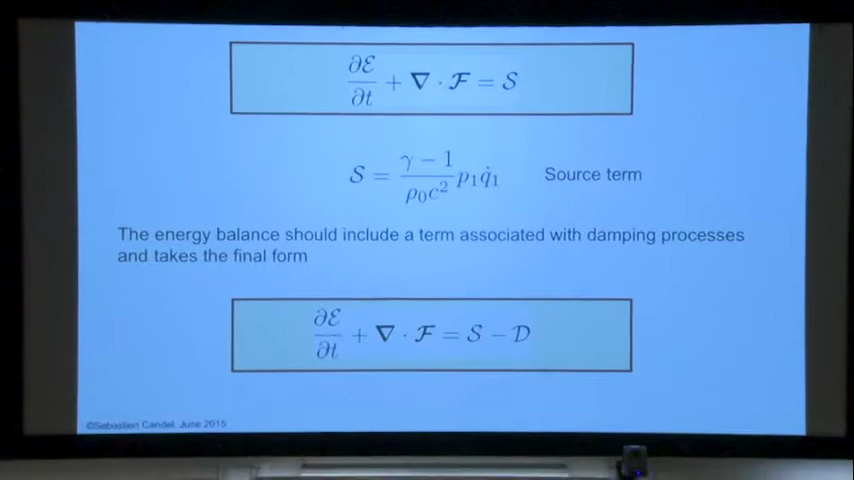 ∂ℰ/∂t + ∇ · ℱ = 𝒮
𝒮 = (γ − 1)/(ρ₀c²) p₁q̇₁ Source term
The energy balance should include a term associated with damping processes
and takes the final form
∂ℰ/∂t + ∇ · ℱ = 𝒮 − 𝒟
©Sebastien Candel, June 2015